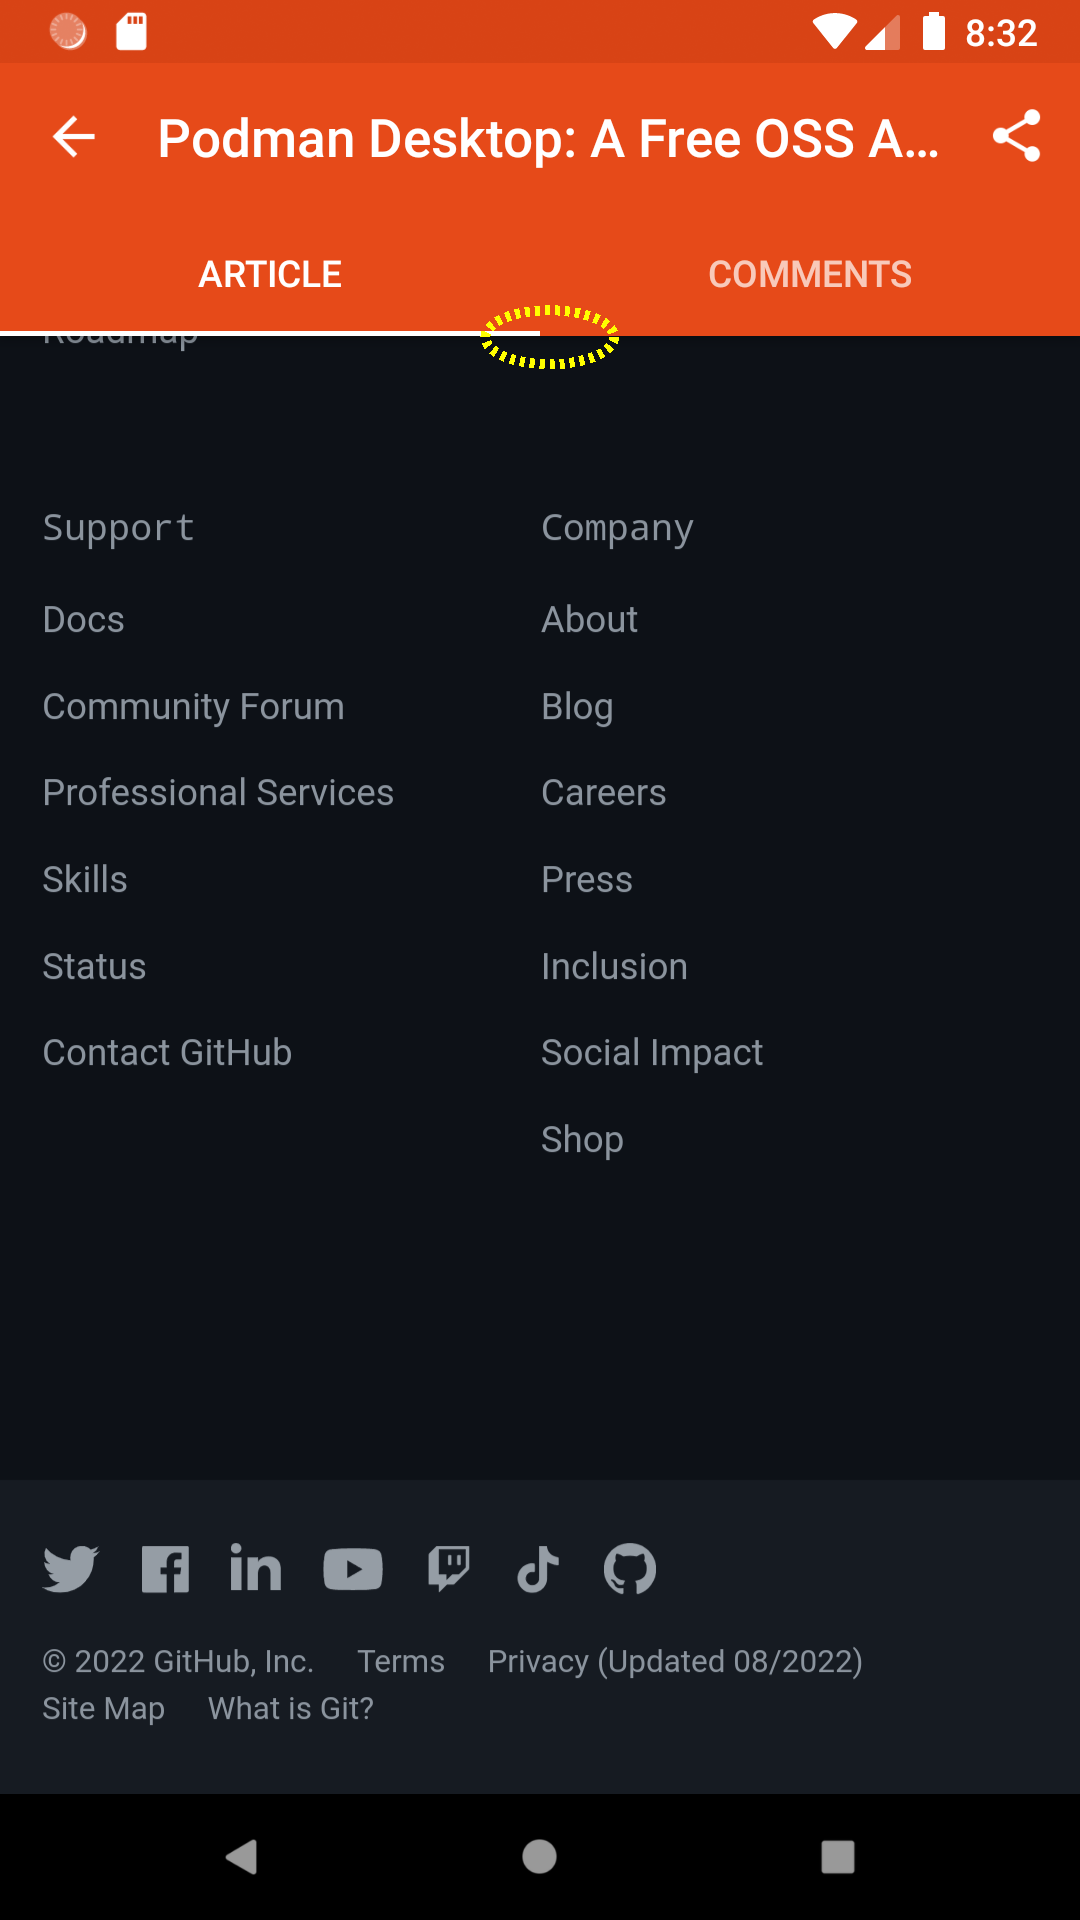 8:32
Podman Desktop: A Free OSS A...
ARTICLE
COMMENTS
Roadmap
Support
Docs
Community Forum
Professional Services
Skills
Status
Contact GitHub
Company
About
Blog
Careers
Press
Inclusion
Social Impact
Shop
© 2022 GitHub, Inc. Terms Privacy (Updated 08/2022)
Site Map What is Git?